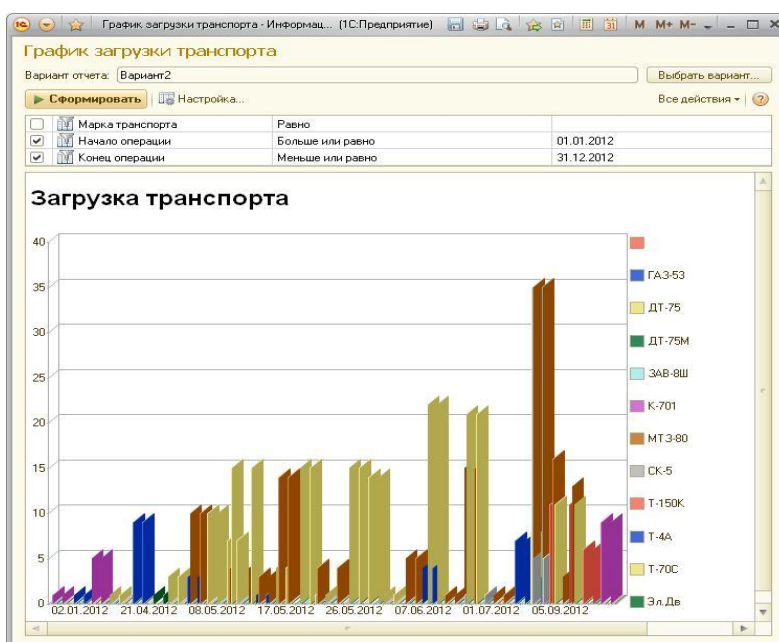 График загрузки транспорта - Информац... (1С:Предприятие) M M+ M-
График загрузки транспорта
Вариант отчета: Вариант2 Выбрать вариант...
Сформировать Настройка... Все действия
Марка транспорта Равно
Начало операции Больше или равно 01.01.2012
Конец операции Меньше или равно 31.12.2012
Загрузка транспорта
40
35
30
25
20
15
10
5
0
02.01.2012 21.04.2012 08.05.2012 17.05.2012 26.05.2012 07.06.2012 01.07.2012 05.09.2012
ГАЗ-53
ДТ-75
ДТ-75М
ЗАВ-8Ш
К-701
МТЗ-80
СК-5
Т-150К
Т-4А
Т-70С
Эл.Дв